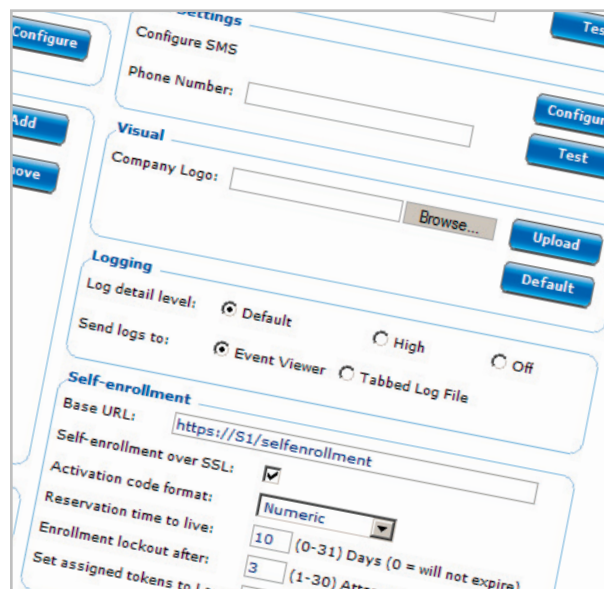 Configure
Settings
Configure SMS
Phone Number:
Configure
Test
Add
Visual
Company Logo:
Browse...
Upload
Default
Logging
Log detail level:
Default
High
Off
Send logs to:
Event Viewer
Tabbed Log File
Self-enrollment
Base URL:
https://S1/selfenrollment
Self-enrollment over SSL:
Activation code format:
Numeric
Reservation time to live:
10 (0-31) Days (0 = will not expire)
Enrollment lockout after:
3 (1-30)
Set assigned tokens to